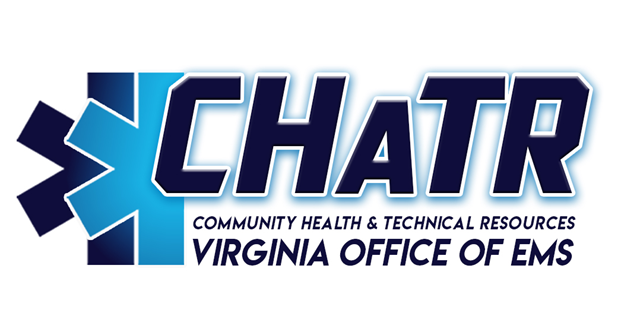 CHaTR
COMMUNITY HEALTH & TECHNICAL RESOURCES
VIRGINIA OFFICE OF EMS